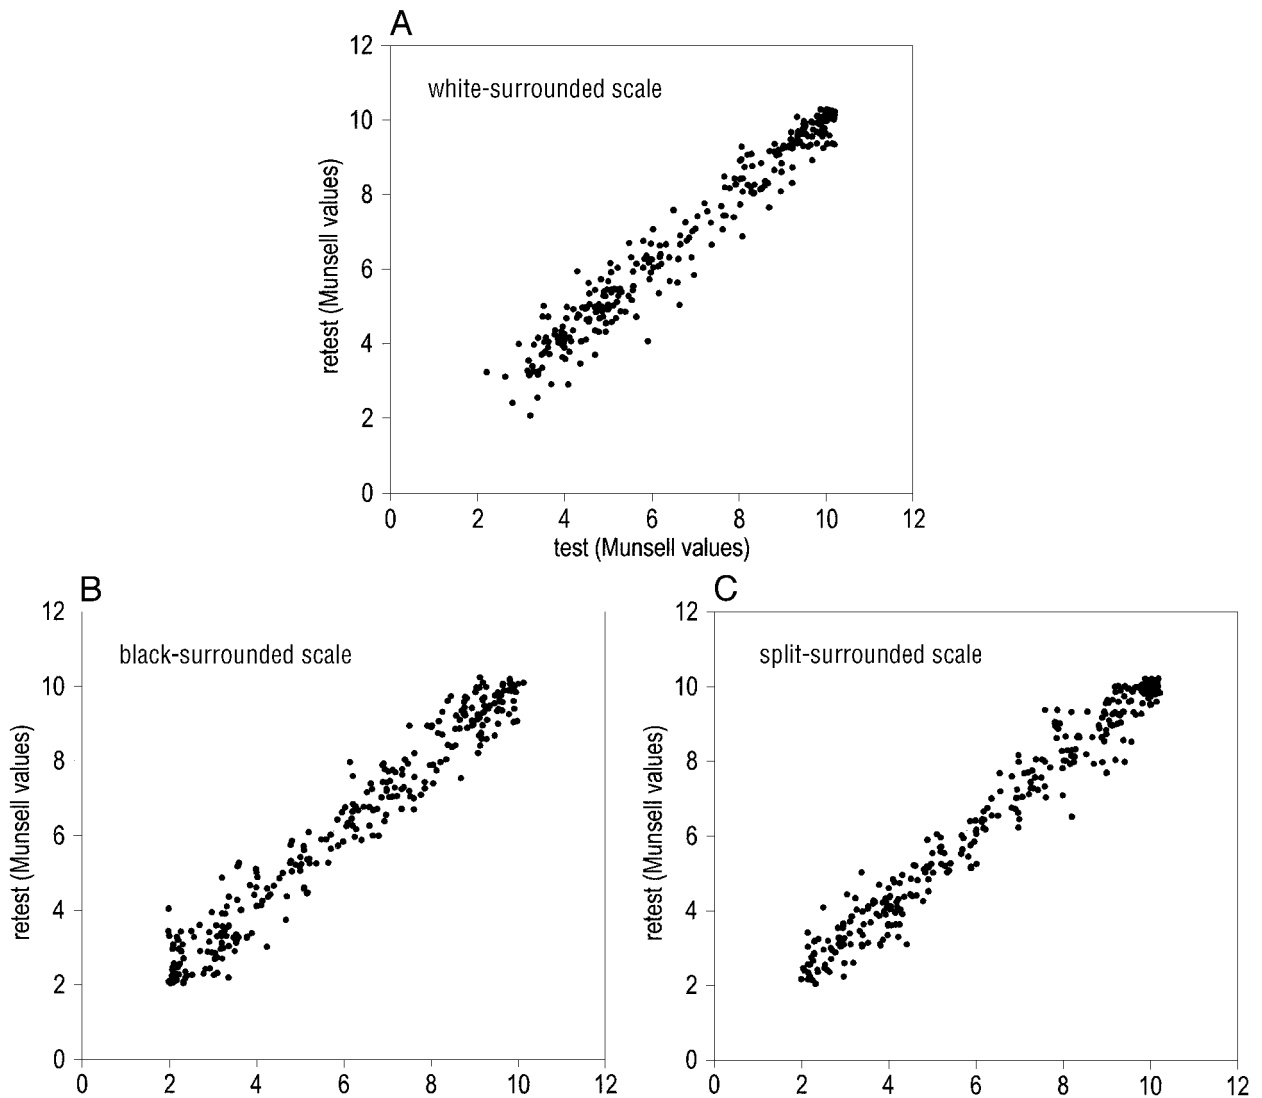 A
12
white-surrounded scale
10
8
6
4
2
0
retest (Munsell values)
0 2 4 6 8 10 12
test (Munsell values)
B
12
black-surrounded scale
10
8
6
4
2
0
retest (Munsell values)
0 2 4 6 8 10 12
C
12
split-surrounded scale
10
8
6
4
2
0
retest (Munsell values)
0 2 4 6 8 10 12